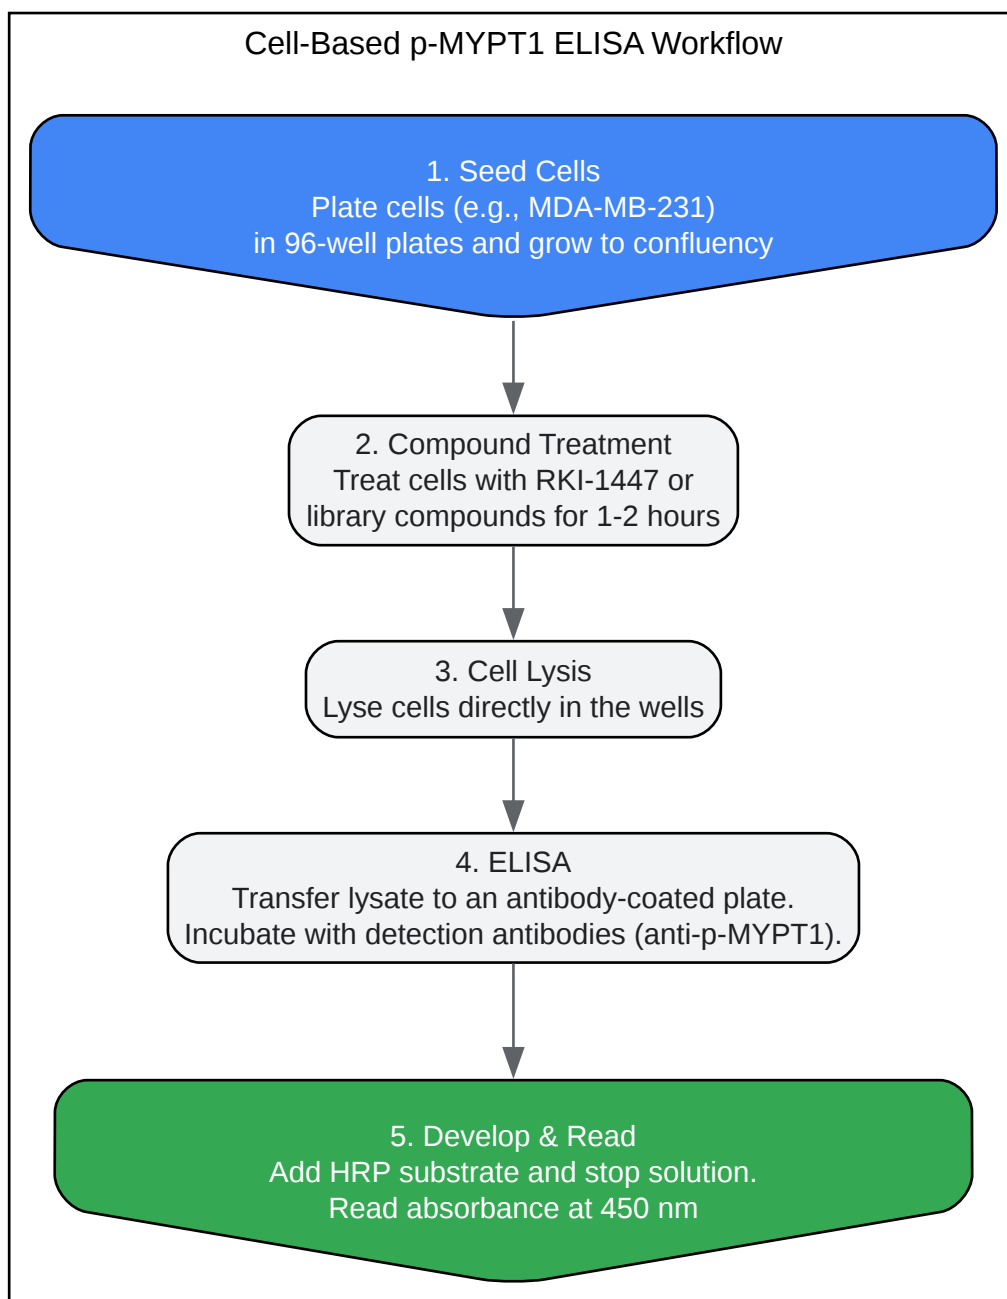 Cell-Based p-MYPT1 ELISA Workflow
1. Seed Cells
Plate cells (e.g., MDA-MB-231)
in 96-well plates and grow to confluency
2. Compound Treatment
Treat cells with RKI-1447 or
library compounds for 1-2 hours
3. Cell Lysis
Lyse cells directly in the wells
4. ELISA
Transfer lysate to an antibody-coated plate.
Incubate with detection antibodies (anti-p-MYPT1).
5. Develop & Read
Add HRP substrate and stop solution.
Read absorbance at 450 nm